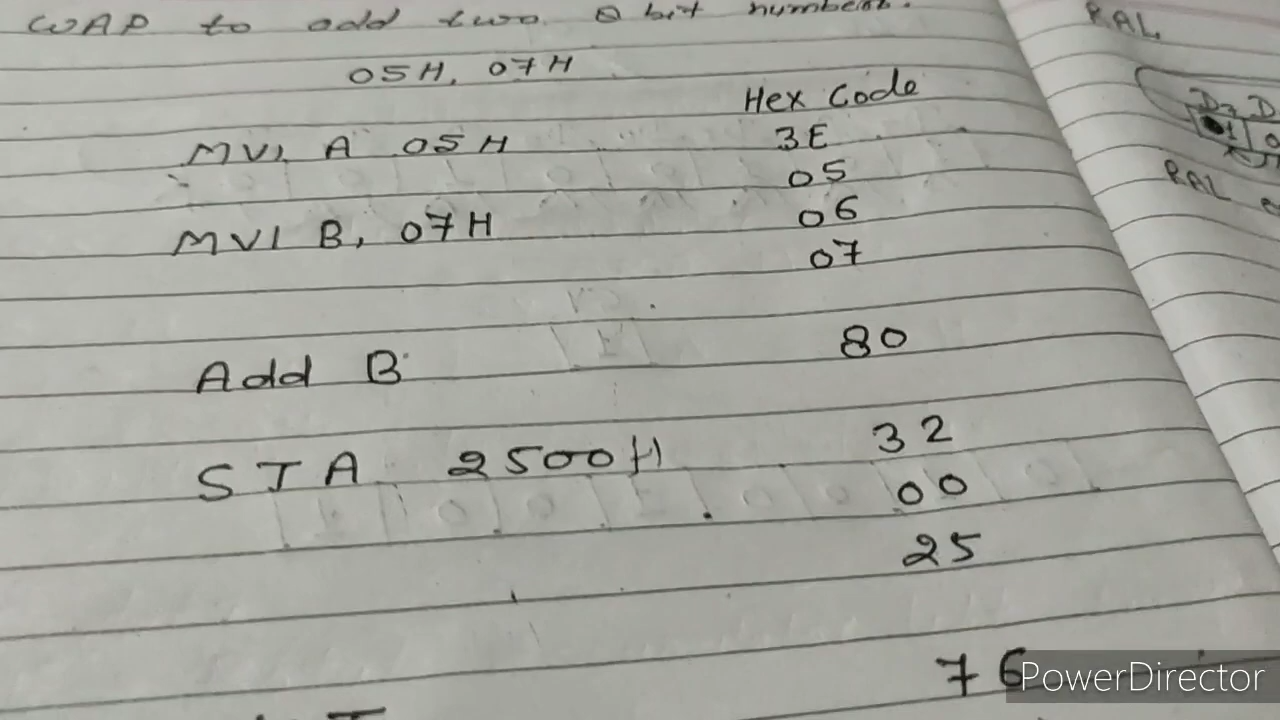 WAP to add two 8 bit numbers.
05H, 07H
Hex Code
MVI A 05H 3E
05
MVI B, 07H 06
07
Add B 80
STA 2500H 32
00
25
76
RAL
D7 D
RAL
PowerDirector